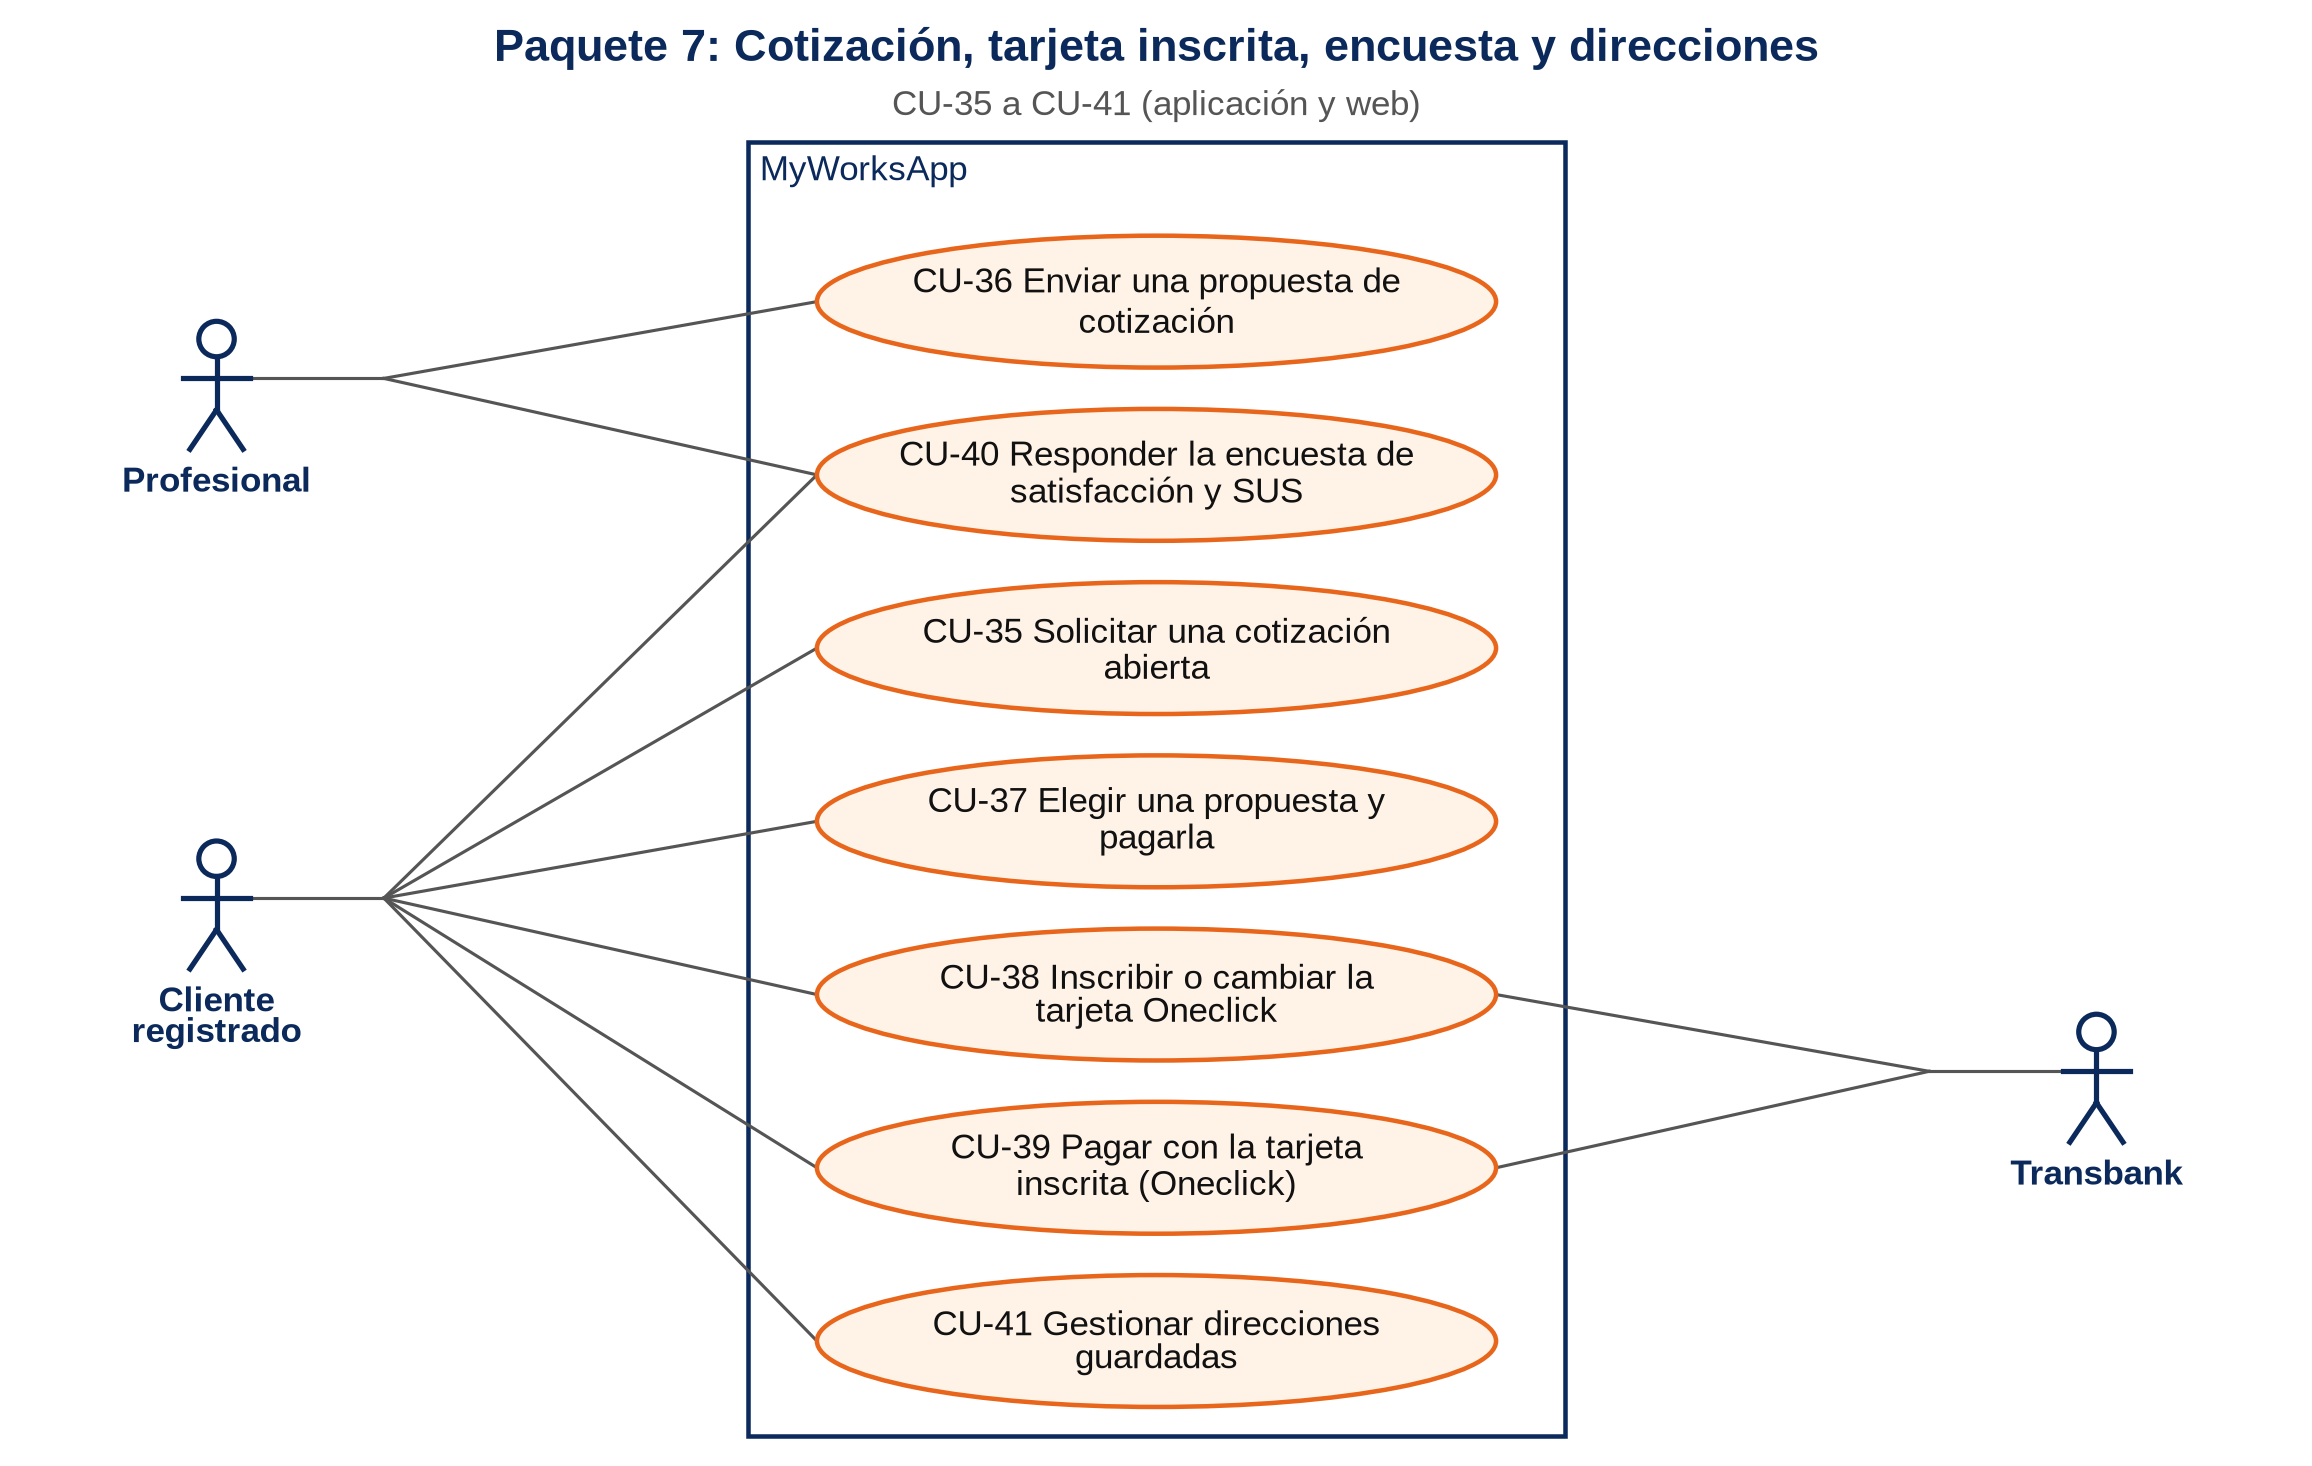 Paquete 7: Cotización, tarjeta inscrita, encuesta y direcciones
CU-35 a CU-41 (aplicación y web)
MyWorksApp
CU-36 Enviar una propuesta de
cotización
Profesional
CU-40 Responder la encuesta de
satisfacción y SUS
CU-35 Solicitar una cotización
abierta
CU-37 Elegir una propuesta y
pagarla
Cliente
registrado
CU-38 Inscribir o cambiar la
tarjeta Oneclick
CU-39 Pagar con la tarjeta
inscrita (Oneclick)
Transbank
CU-41 Gestionar direcciones
guardadas